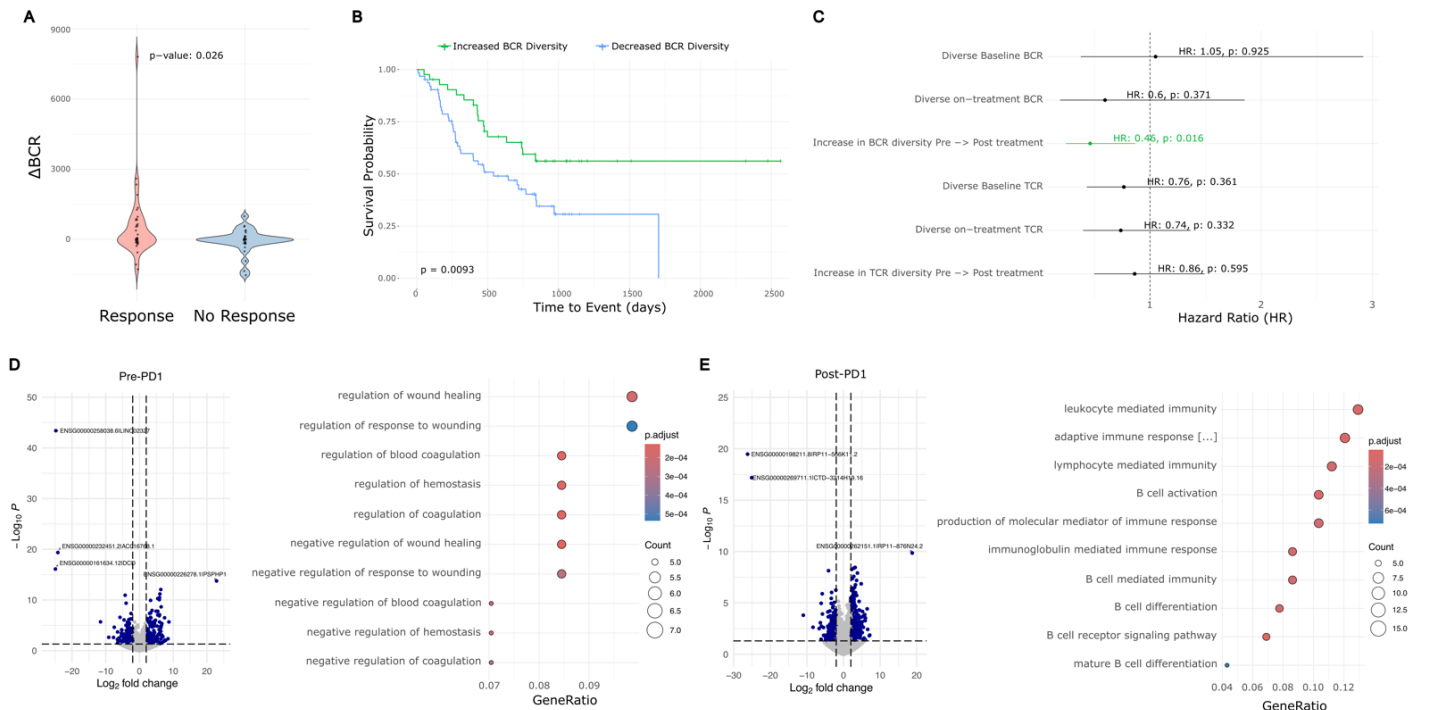 A
9000
6000
3000
0
ΔBCR
p−value: 0.026
Response
No Response
B
Increased BCR Diversity
Decreased BCR Diversity
1.00
0.75
0.50
0.25
0.00
Survival Probability
p = 0.0093
0
500
1000
1500
2000
2500
Time to Event (days)
C
Diverse Baseline BCR
HR: 1.05, p: 0.925
Diverse on−treatment BCR
HR: 0.6, p: 0.371
Increase in BCR diversity Pre −> Post treatment
HR: 0.46, p: 0.016
Diverse Baseline TCR
HR: 0.76, p: 0.361
Diverse on−treatment TCR
HR: 0.74, p: 0.332
Increase in TCR diversity Pre −> Post treatment
HR: 0.86, p: 0.595
1
2
3
Hazard Ratio (HR)
D
Pre-PD1
50
40
30
20
10
0
−Log10 P
−20
−10
0
10
20
Log2 fold change
regulation of wound healing
regulation of response to wounding
regulation of blood coagulation
regulation of hemostasis
regulation of coagulation
negative regulation of wound healing
negative regulation of response to wounding
negative regulation of blood coagulation
negative regulation of hemostasis
negative regulation of coagulation
0.07
0.08
0.09
GeneRatio
p.adjust
2e−04
3e−04
4e−04
5e−04
Count
5.0
5.5
6.0
6.5
7.0
E
Post-PD1
25
20
15
10
5
0
−Log10 P
−30
−20
−10
0
10
20
Log2 fold change
leukocyte mediated immunity
adaptive immune response [...]
lymphocyte mediated immunity
B cell activation
production of molecular mediator of immune response
immunoglobulin mediated immune response
B cell mediated immunity
B cell differentiation
B cell receptor signaling pathway
mature B cell differentiation
0.04
0.06
0.08
0.10
0.12
GeneRatio
p.adjust
2e−04
4e−04
6e−04
Count
5.0
7.5
10.0
12.5
15.0